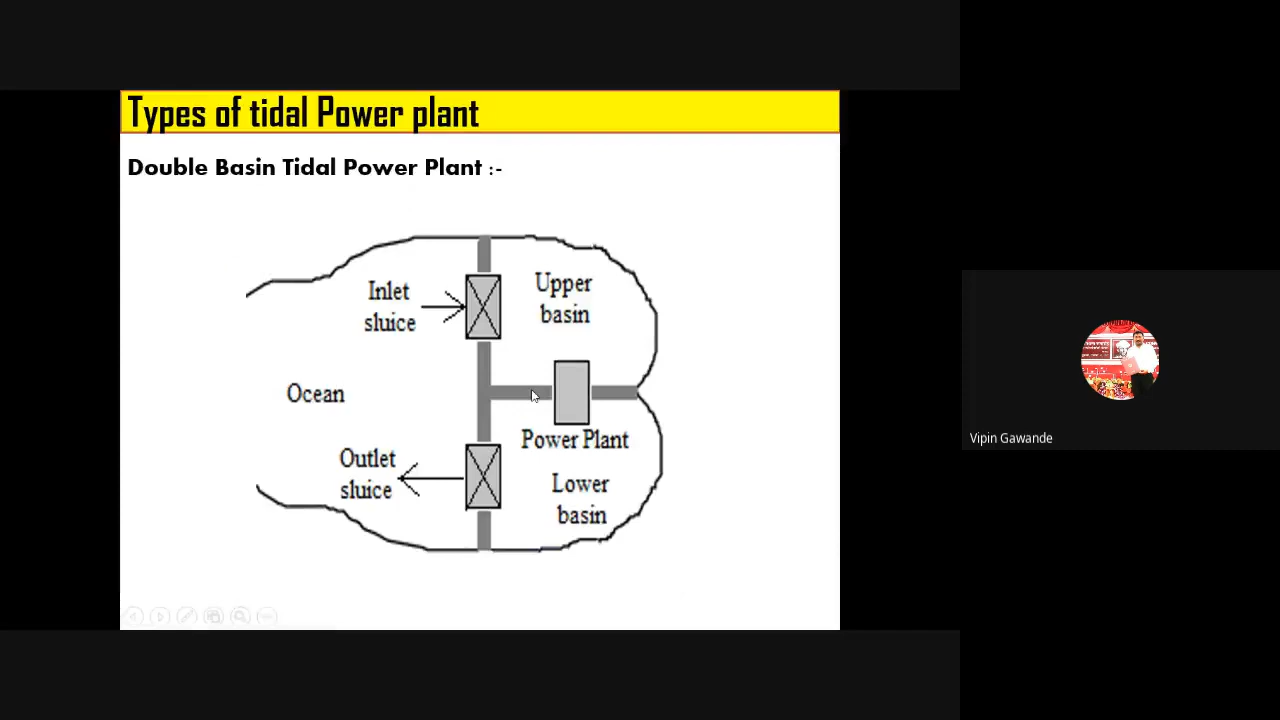 Types of tidal Power plant
Double Basin Tidal Power Plant :-
Inlet
sluice
Upper
basin
Ocean
Power Plant
Outlet
sluice
Lower
basin
Vipin Gawande